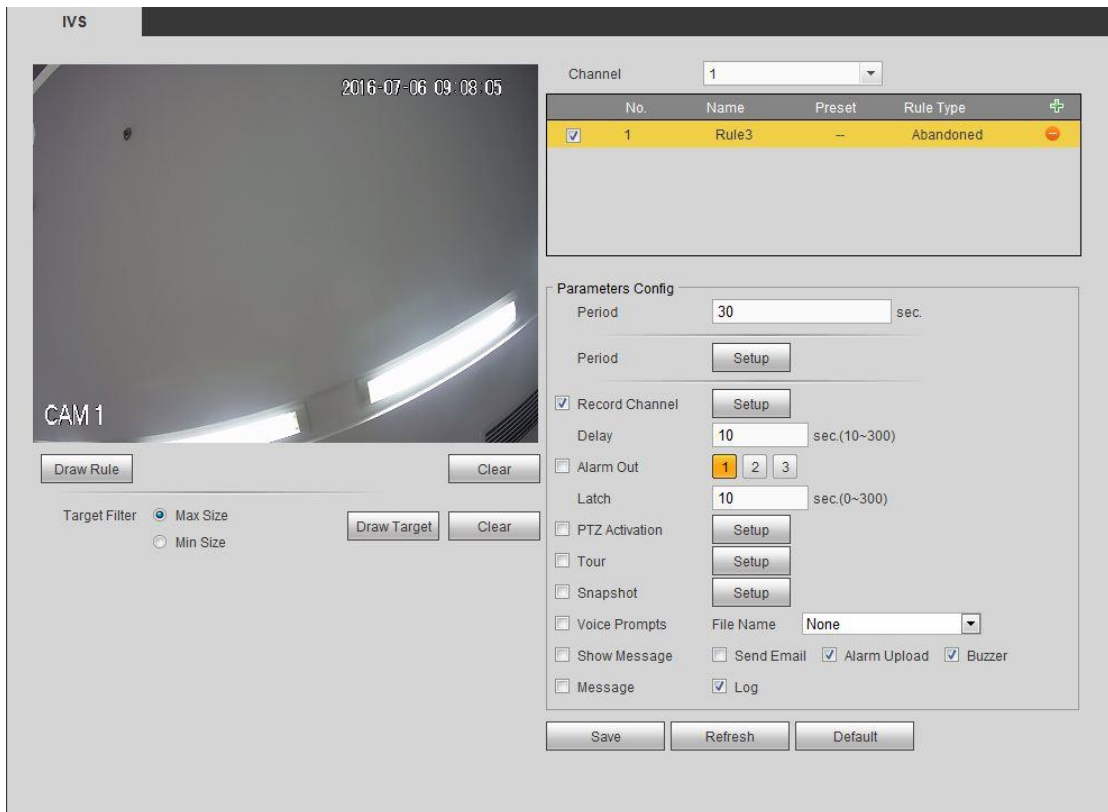 IVS
2016-07-06 09:08:05
CAM 1
Draw Rule Clear
Target Filter Max Size Draw Target Clear
Min Size
Channel 1
No. Name Preset Rule Type
1 Rule3 -- Abandoned
Parameters Config
Period 30 sec.
Period Setup
Record Channel Setup
Delay 10 sec.(10~300)
Alarm Out 1 2 3
Latch 10 sec.(0~300)
PTZ Activation Setup
Tour Setup
Snapshot Setup
Voice Prompts File Name None
Show Message Send Email Alarm Upload Buzzer
Message Log
Save Refresh Default